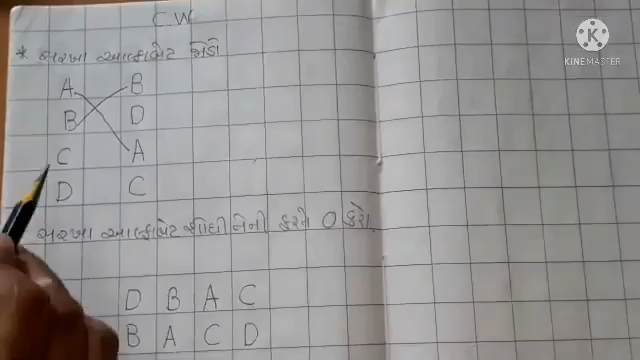 C.W
* સરખા આલ્ફાબેટ જોડો
A B
B D
C A
D C
સરખા આલ્ફાબેટ શોધી તેની ફરતે O કરો.
D B A C
B A C D
K
KINEMASTER